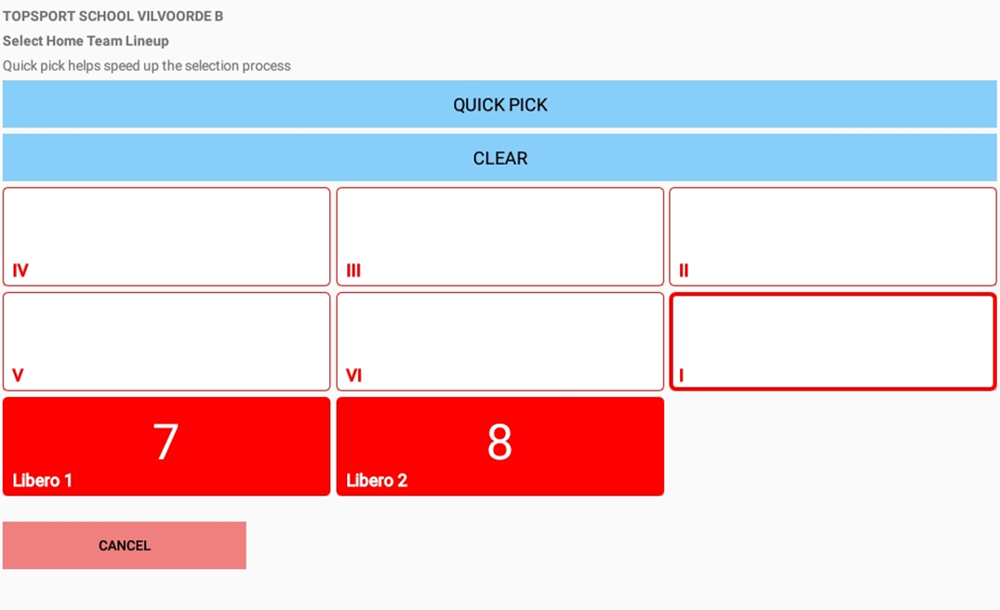 TOPSPORT SCHOOL VILVOORDE B
Select Home Team Lineup
Quick pick helps speed up the selection process
QUICK PICK
CLEAR
IV
III
II
V
VI
I
7
Libero 1
8
Libero 2
CANCEL